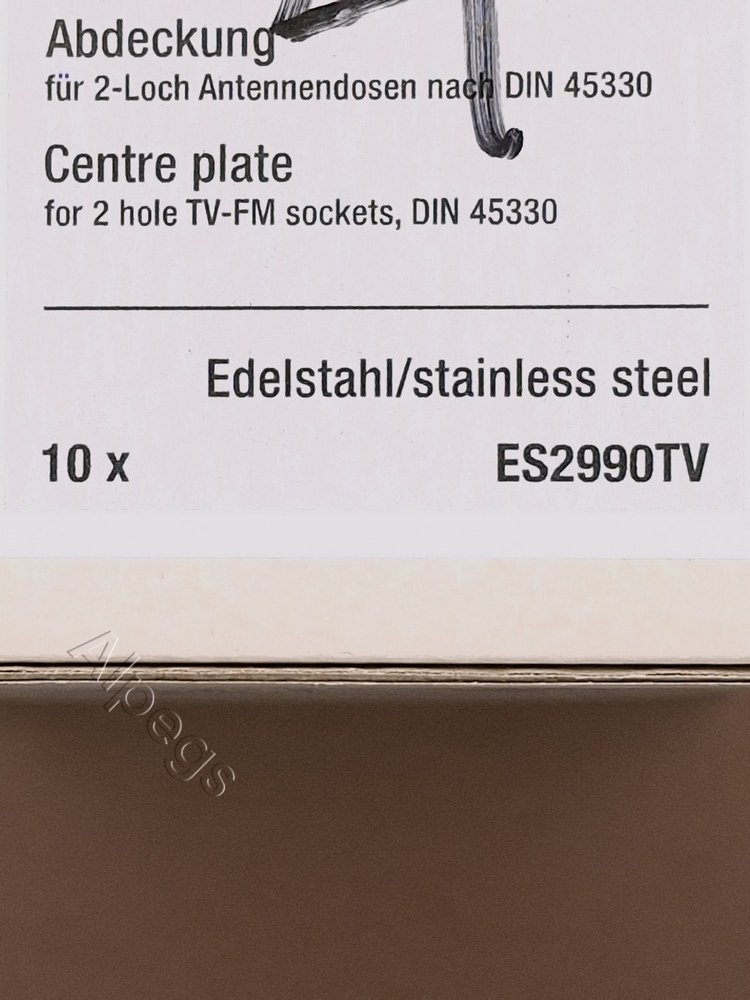 Abdeckung
für 2-Loch Antennendosen nach DIN 45330
Centre plate
for 2 hole TV-FM sockets, DIN 45330
Edelstahl/stainless steel
10 x ES2990TV
Alpegs